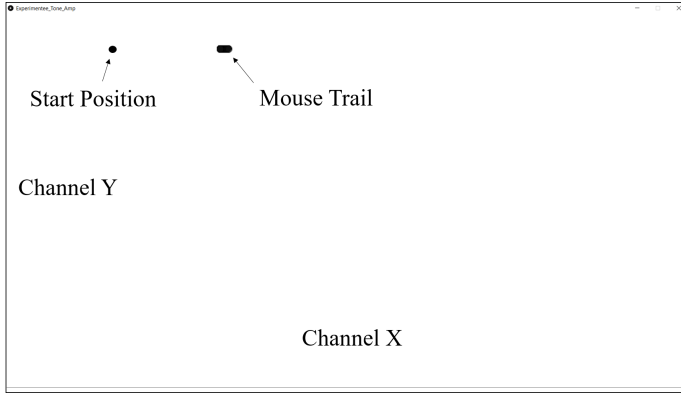 Experimentee_Tone_Amp
Start Position
Mouse Trail
Channel Y
Channel X